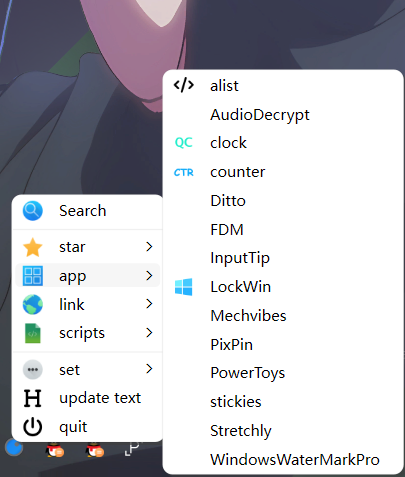 Search
star
app
link
scripts
set
update text
quit
alist
AudioDecrypt
QC clock
CTR counter
Ditto
FDM
InputTip
LockWin
Mechvibes
PixPin
PowerToys
stickies
Stretchly
WindowsWaterMarkPro